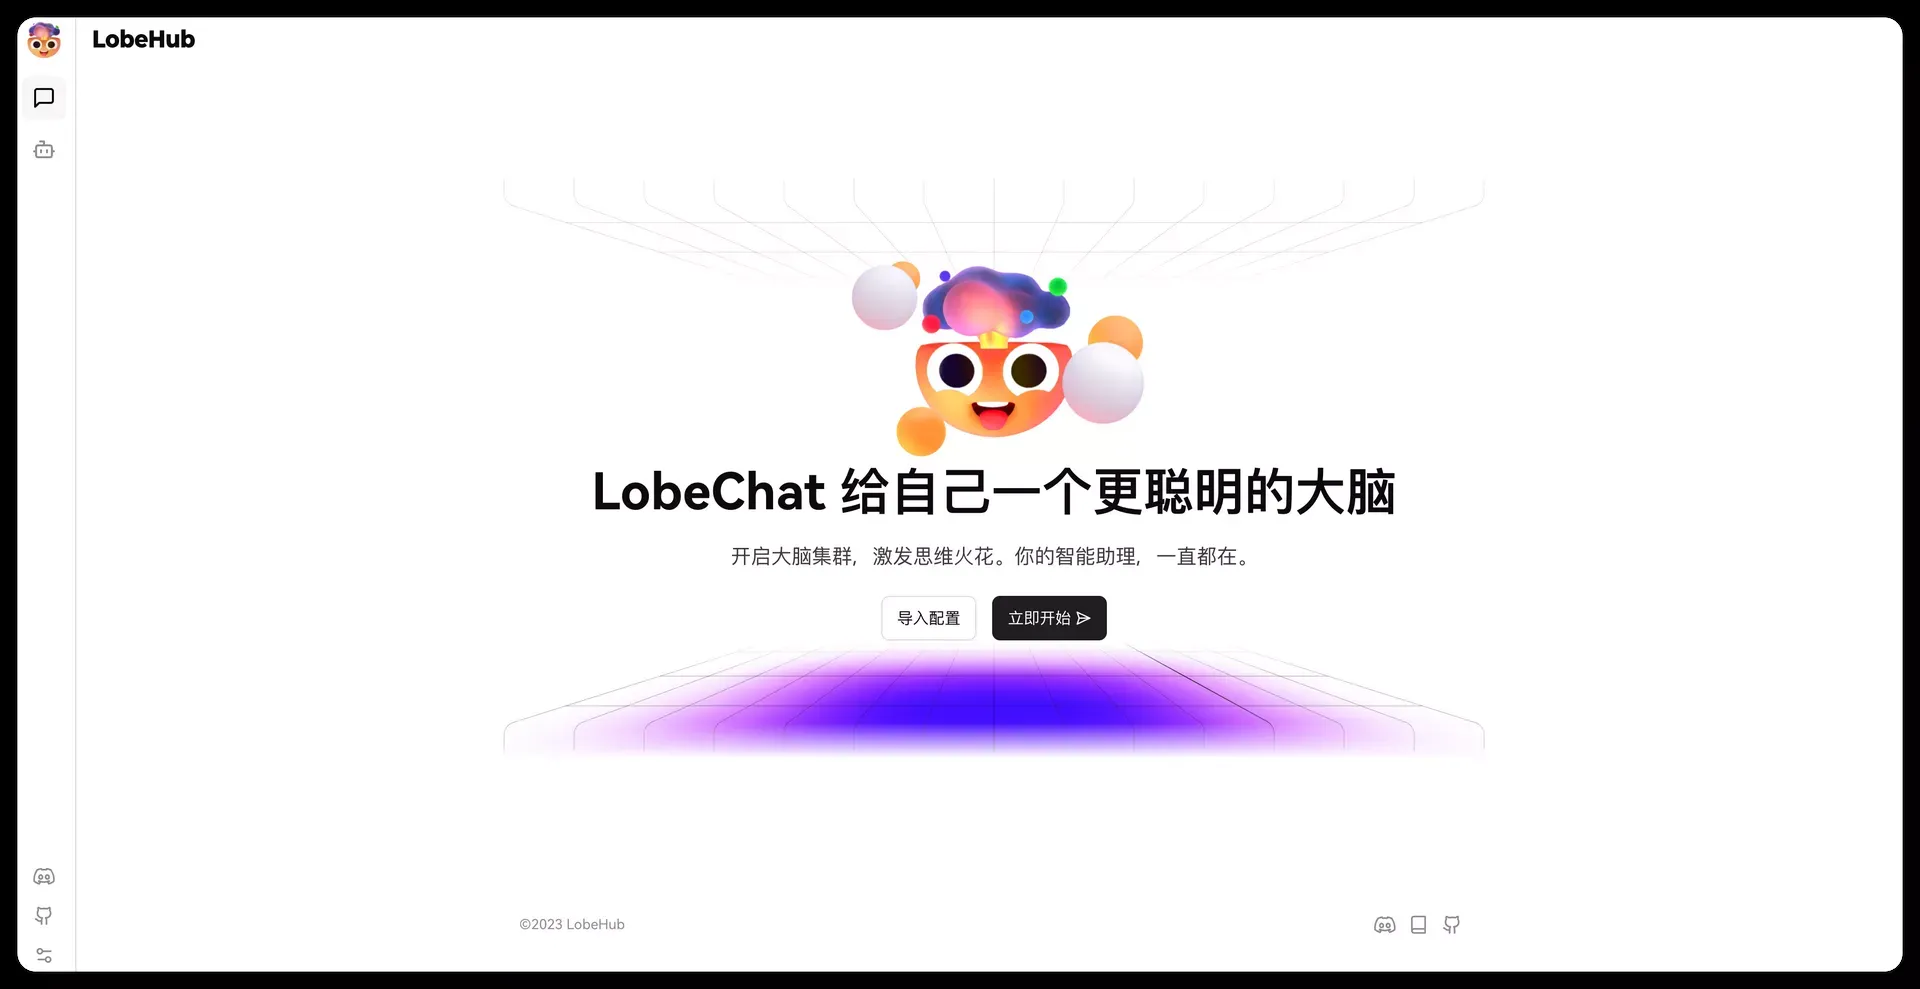 LobeHub
LobeChat 给自己一个更聪明的大脑
开启大脑集群，激发思维火花。你的智能助理，一直都在。
导入配置
立即开始
©2023 LobeHub